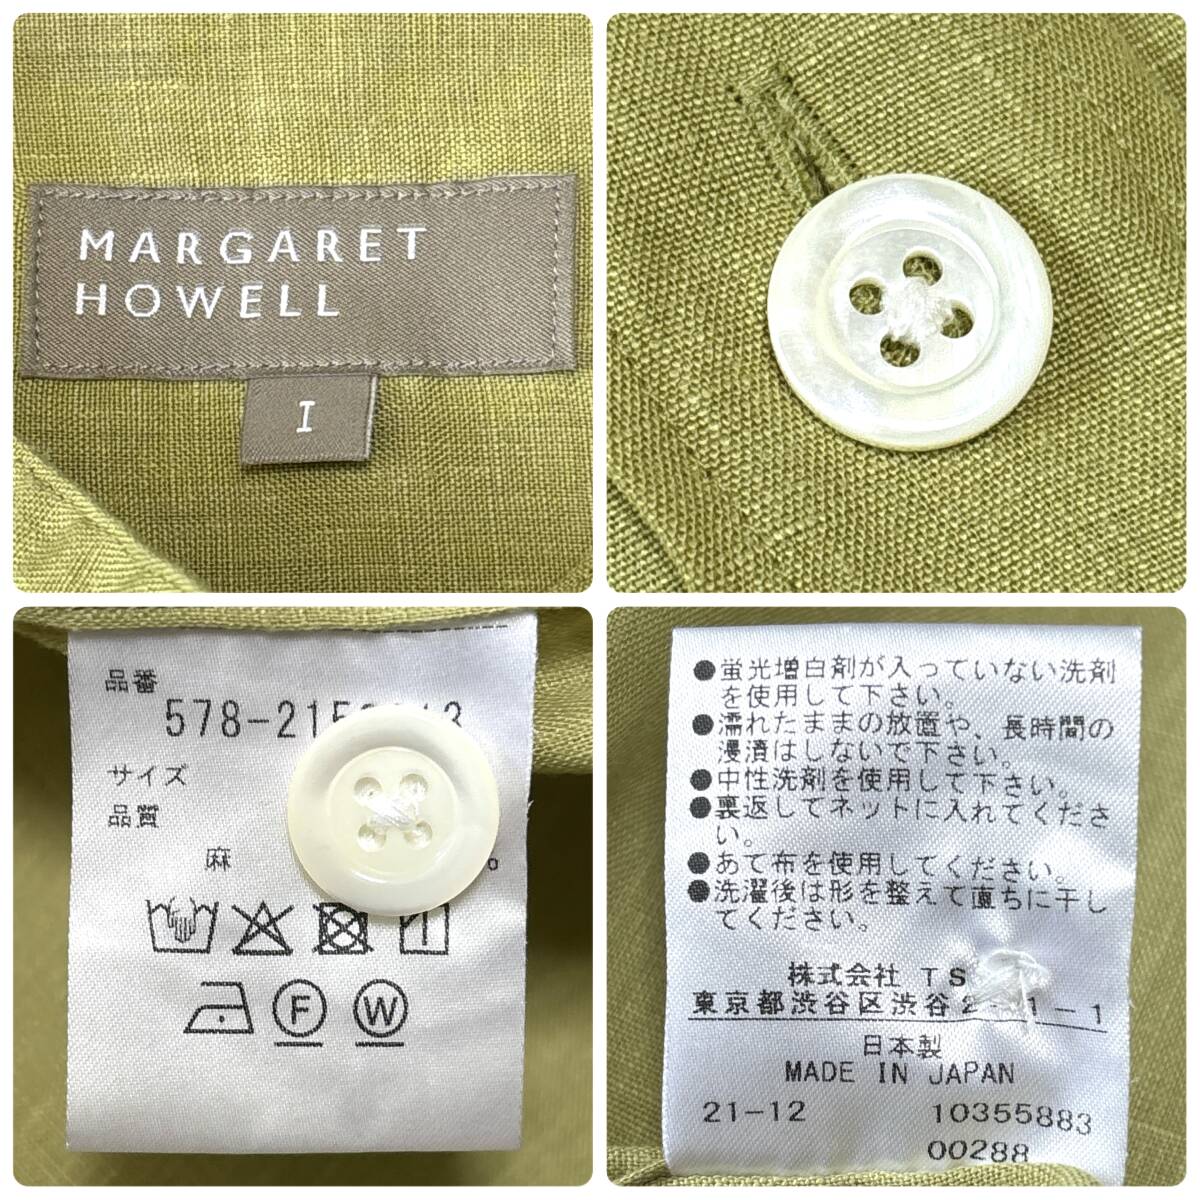 MARGARET
HOWELL
I
品番
サイズ
品質
麻
F
W
●蛍光増白剤が入っていない洗剤
を使用して下さい。
●濡れたままの放置や、長時間の
浸漬はしないで下さい。
●中性洗剤を使用して下さい。
●裏返してネットに入れてくださ
い。
●あて布を使用してください。
●洗濯後は形を整えて直ちに干し
てください。
株式会社 TS
東京都渋谷区渋谷
日本製
MADE IN JAPAN
21-12 10355883
00288